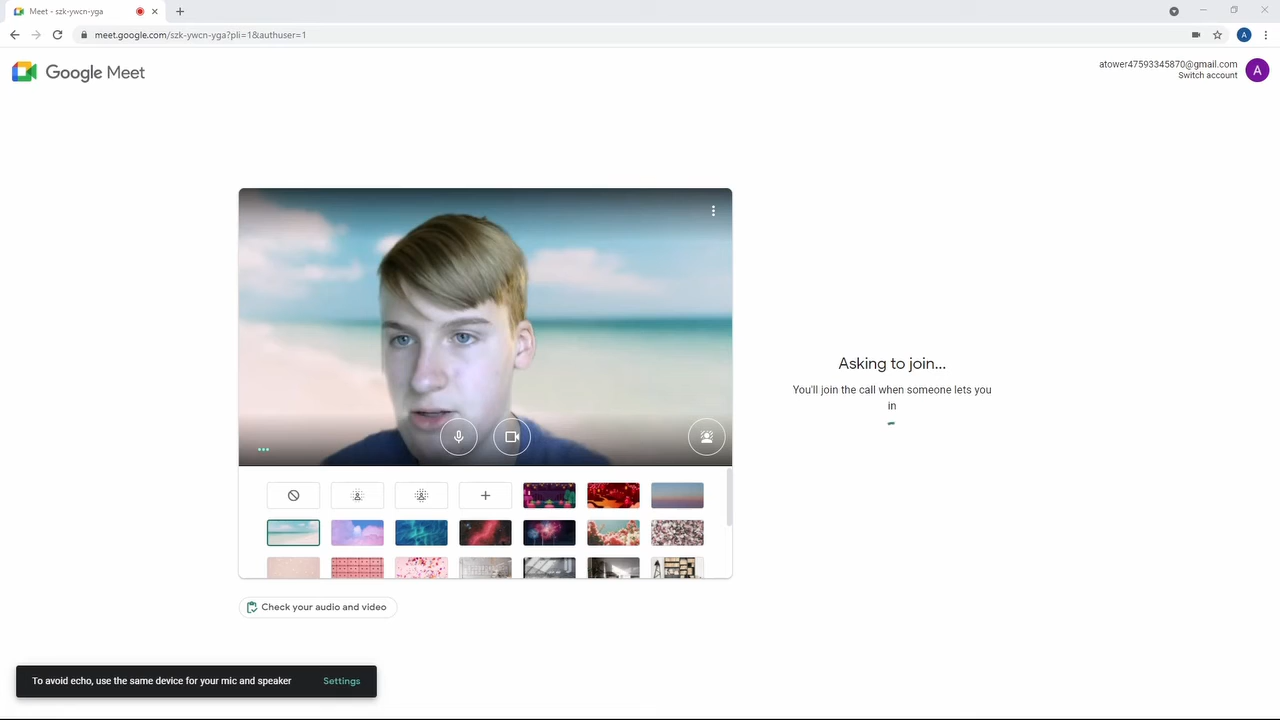 Meet - szk-ywcn-yga
meet.google.com/szk-ywcn-yga?pli=1&authuser=1
A
Google Meet
atower47593345870@gmail.com
Switch account
A
Asking to join...
You'll join the call when someone lets you
in
Check your audio and video
To avoid echo, use the same device for your mic and speaker
Settings